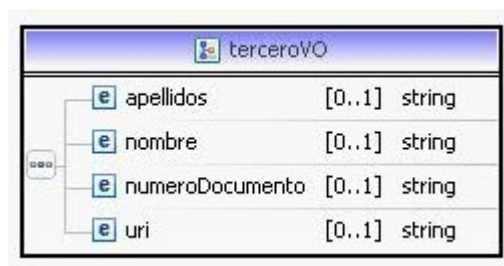 terceroVO
e apellidos [0..1] string
e nombre [0..1] string
e numeroDocumento [0..1] string
e uri [0..1] string